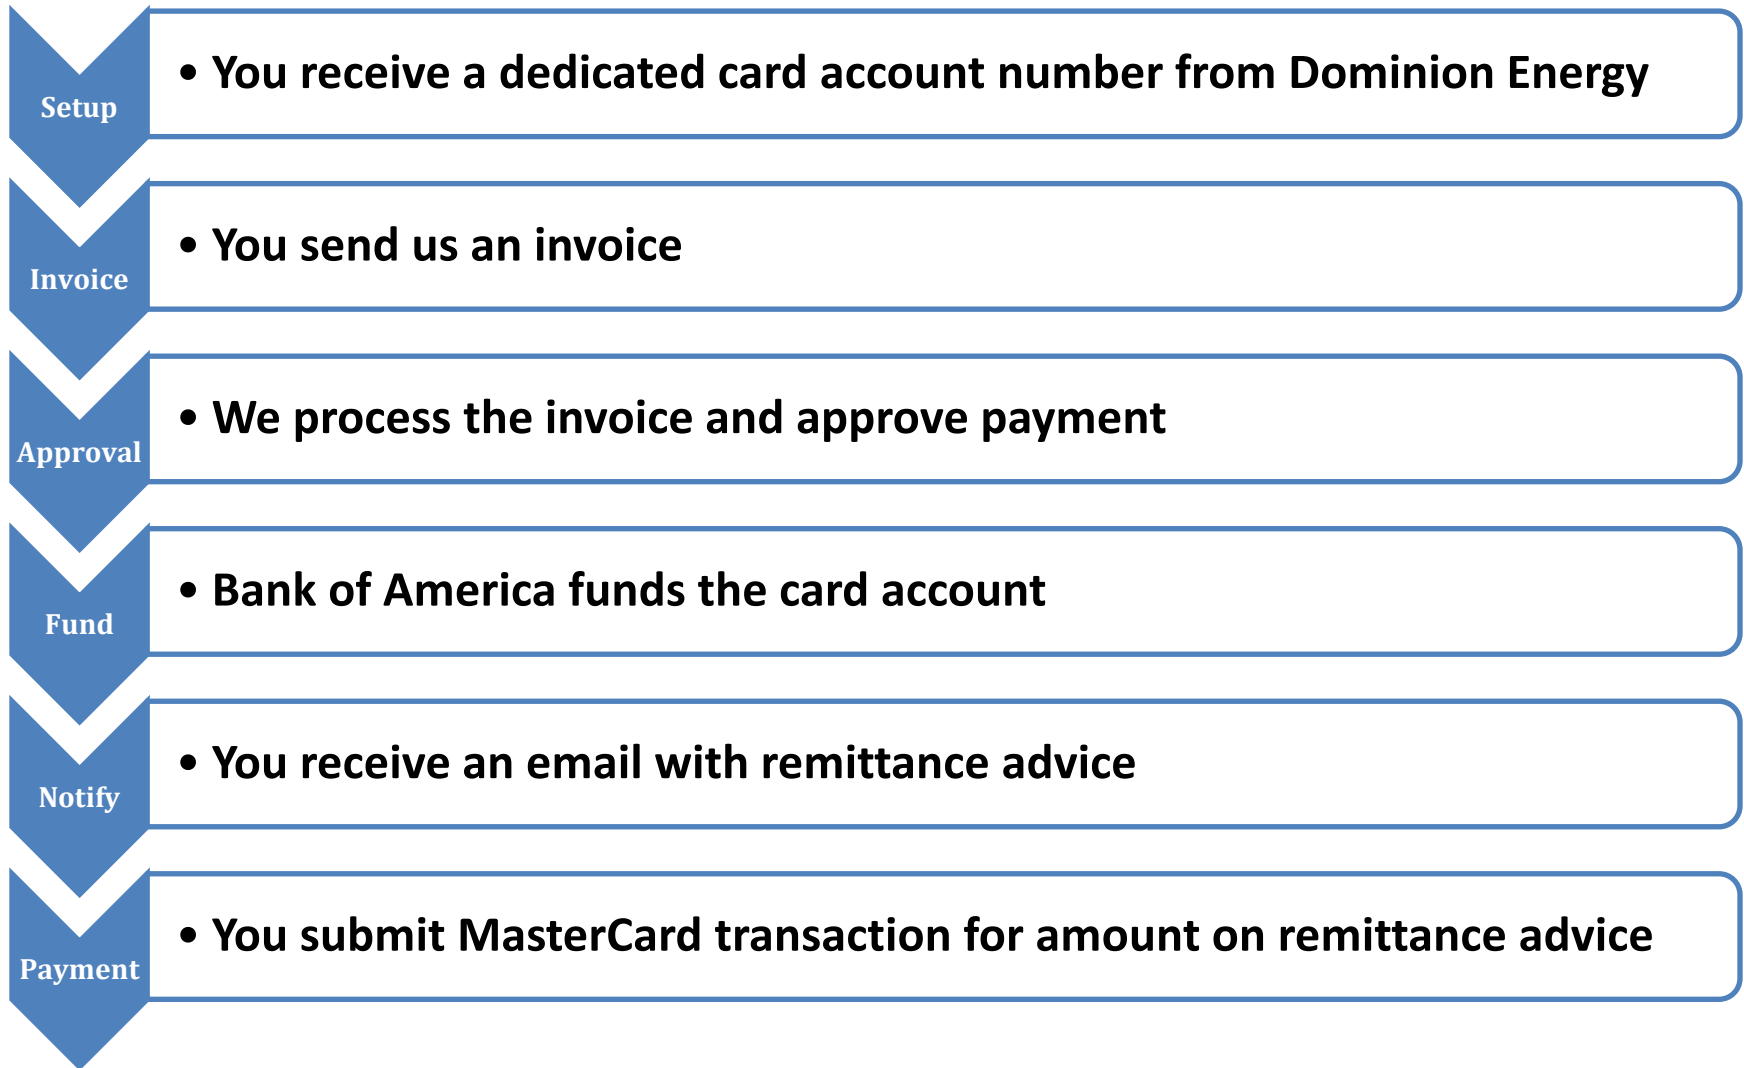 Setup
• You receive a dedicated card account number from Dominion Energy
Invoice
• You send us an invoice
Approval
• We process the invoice and approve payment
Fund
• Bank of America funds the card account
Notify
• You receive an email with remittance advice
Payment
• You submit MasterCard transaction for amount on remittance advice